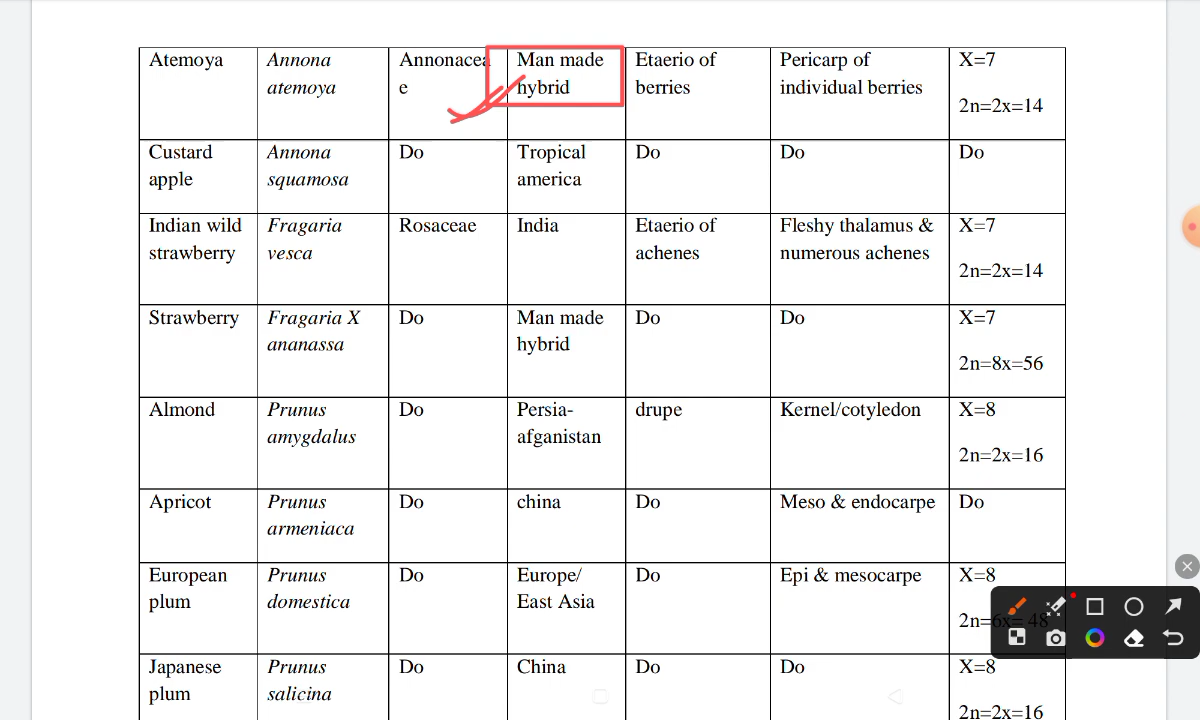 Atemoya
Annona
atemoya
Annonacea
e
Man made
hybrid
Etaerio of
berries
Pericarp of
individual berries
X=7
2n=2x=14
Custard
apple
Annona
squamosa
Do
Tropical
america
Do
Do
Do
Indian wild
strawberry
Fragaria
vesca
Rosaceae
India
Etaerio of
achenes
Fleshy thalamus &
numerous achenes
X=7
2n=2x=14
Strawberry
Fragaria X
ananassa
Do
Man made
hybrid
Do
Do
X=7
2n=8x=56
Almond
Prunus
amygdalus
Do
Persia-
afganistan
drupe
Kernel/cotyledon
X=8
2n=2x=16
Apricot
Prunus
armeniaca
Do
china
Do
Meso & endocarpe
Do
European
plum
Prunus
domestica
Do
Europe/
East Asia
Do
Epi & mesocarpe
X=8
2n=6x= 48
Japanese
plum
Prunus
salicina
Do
China
Do
Do
X=8
2n=2x=16